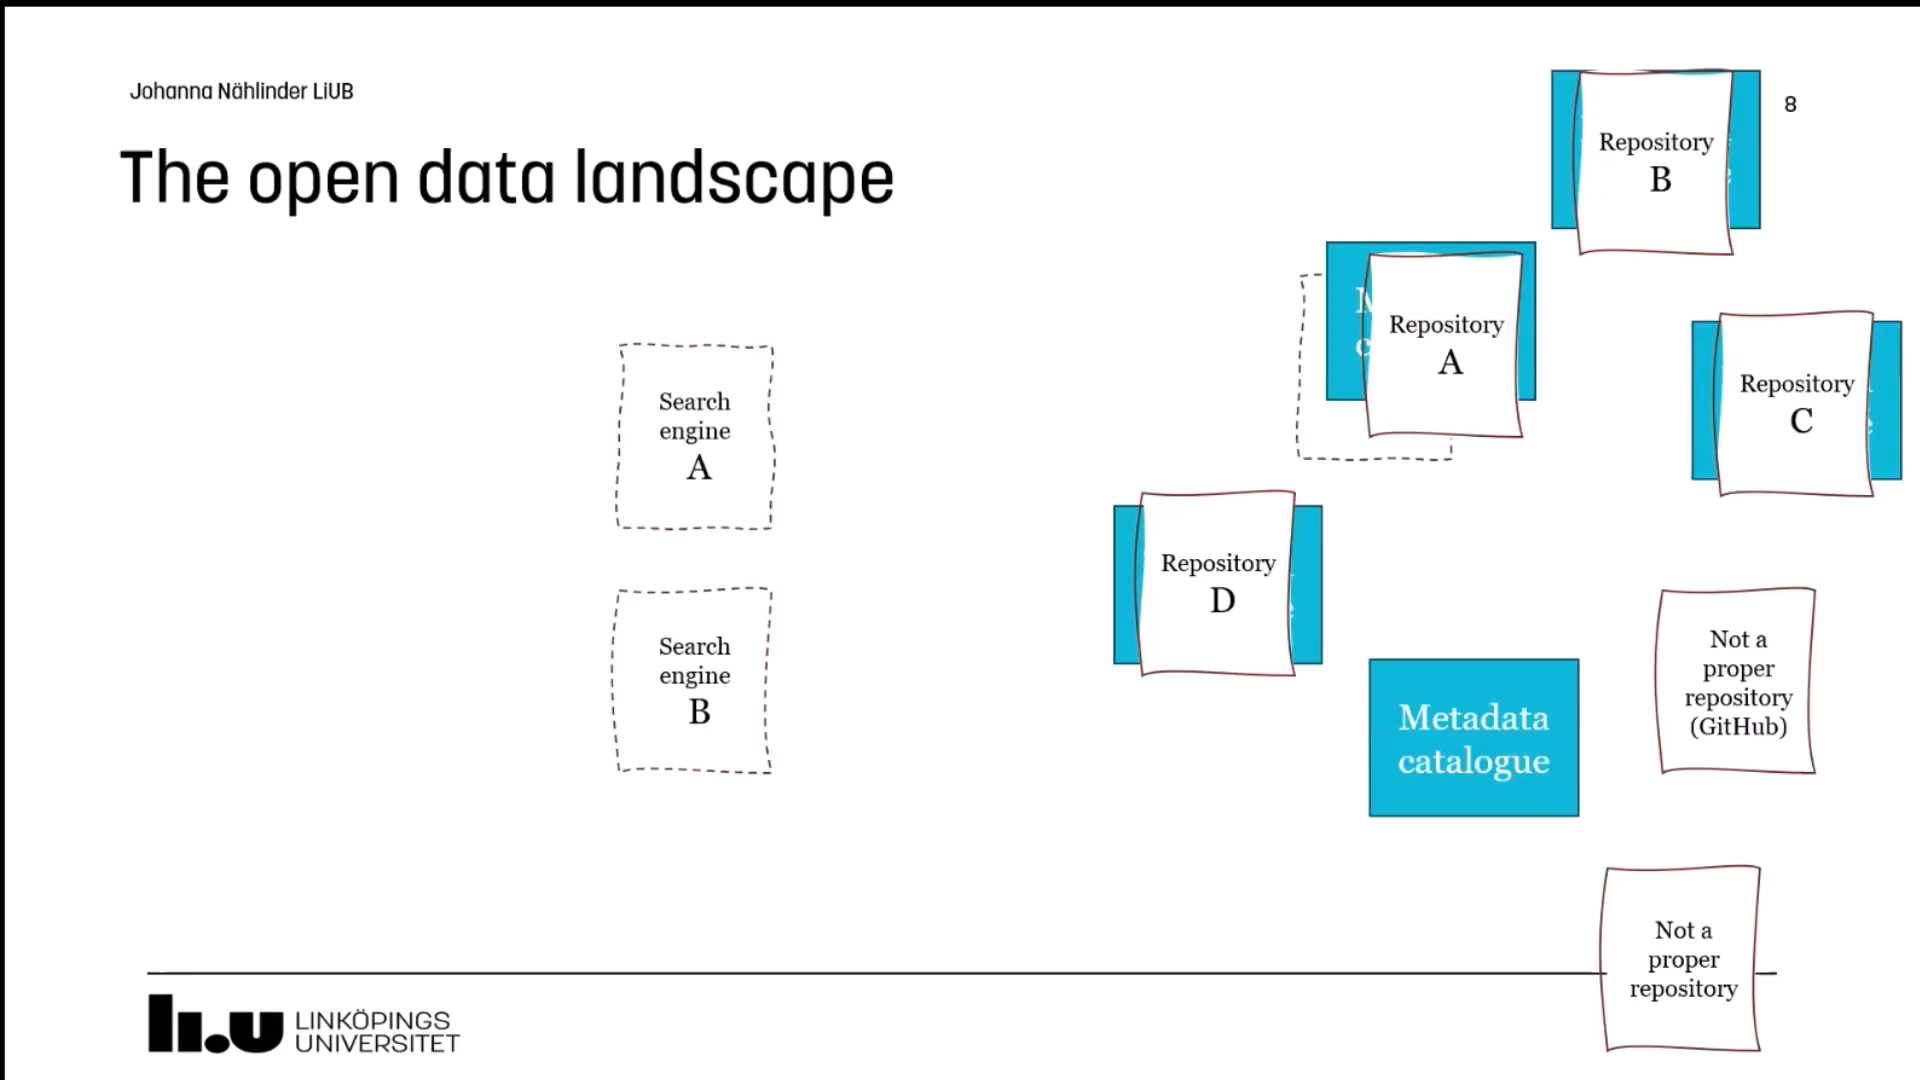 Johanna Nählinder LiUB
8
The open data landscape
Repository
B
Repository
A
Repository
C
Search
engine
A
Repository
D
Search
engine
B
Not a
proper
repository
(GitHub)
Metadata
catalogue
Not a
proper
repository
li.u LINKÖPINGS
UNIVERSITET